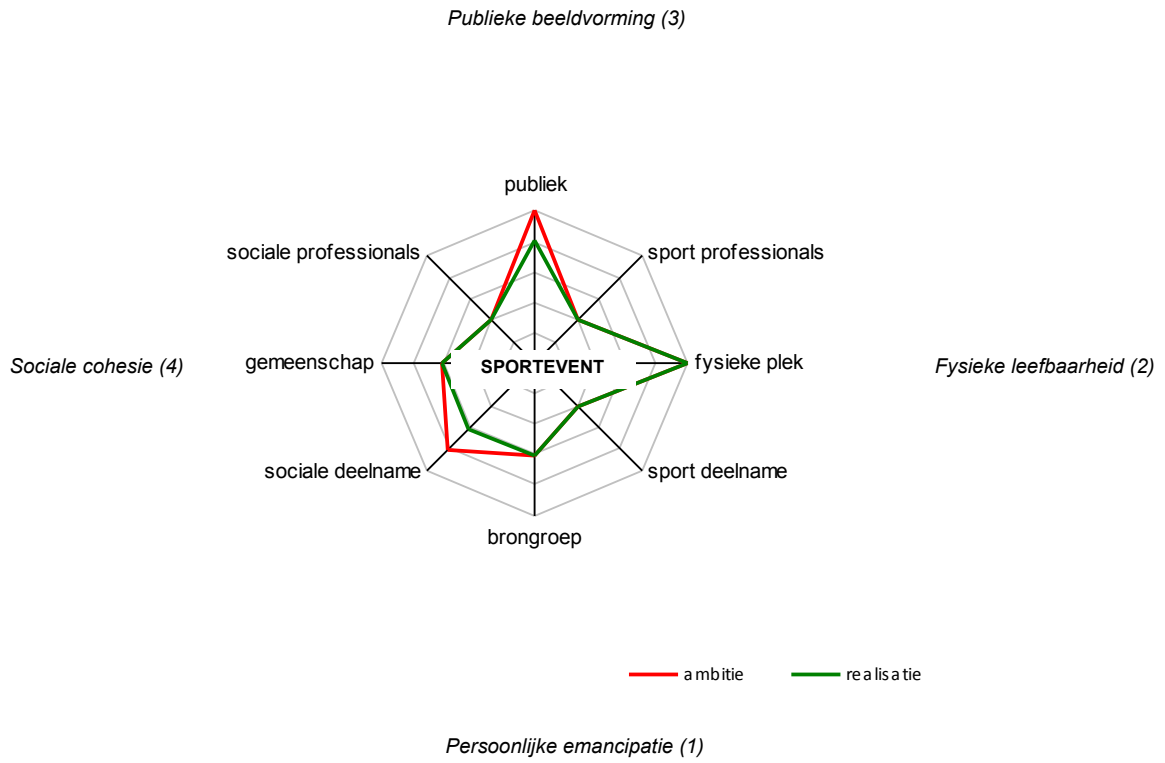 Publieke beeldvorming (3)
publiek
sociale professionals
sport professionals
Sociale cohesie (4)
gemeenschap
SPORTEVENT
fysieke plek
Fysieke leefbaarheid (2)
sociale deelname
sport deelname
brongroep
ambitie
realisatie
Persoonlijke emancipatie (1)